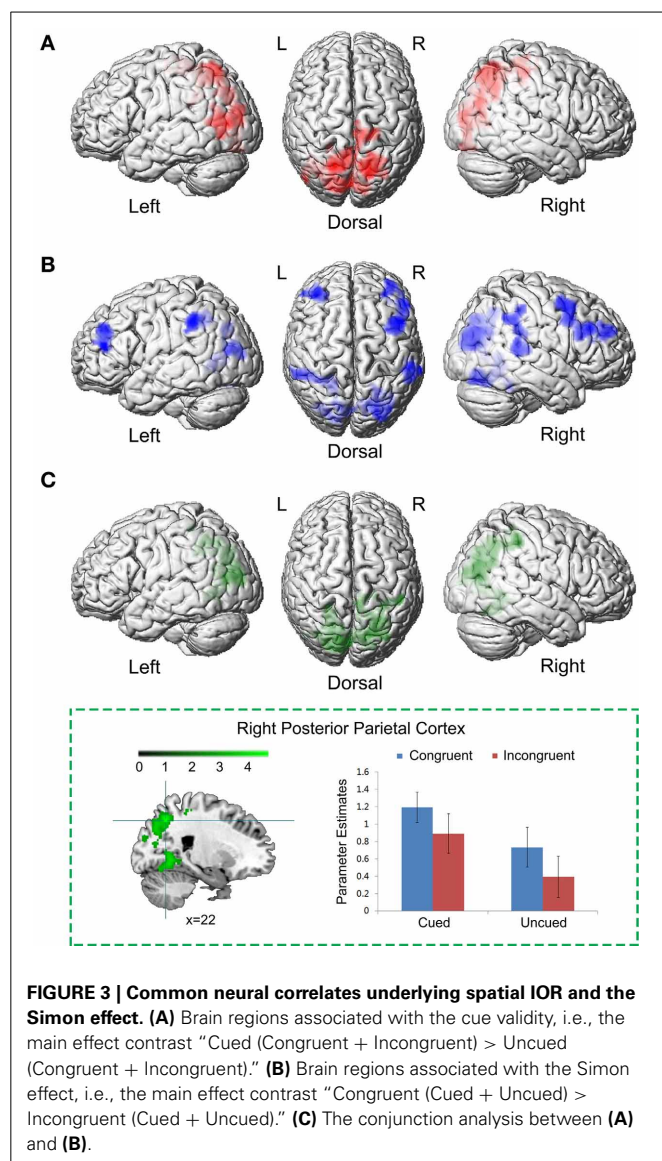 A
L
R
Left
Dorsal
Right
B
L
R
Left
Dorsal
Right
C
L
R
Left
Dorsal
Right
Right Posterior Parietal Cortex
0 1 2 3 4
x=22
Congruent Incongruent
Parameter Estimates
1.6
1.4
1.2
1
0.8
0.6
0.4
0.2
0
Cued Uncued
FIGURE 3 | Common neural correlates underlying spatial IOR and the
Simon effect. (A) Brain regions associated with the cue validity, i.e., the
main effect contrast “Cued (Congruent + Incongruent) > Uncued
(Congruent + Incongruent).” (B) Brain regions associated with the Simon
effect, i.e., the main effect contrast “Congruent (Cued + Uncued) >
Incongruent (Cued + Uncued).” (C) The conjunction analysis between (A)
and (B).